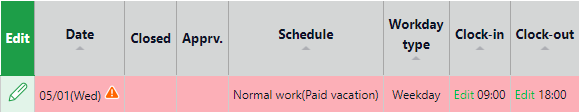 Edit Date Closed Apprv. Schedule Workday type Clock-in Clock-out
05/01(Wed) Normal work(Paid vacation) Weekday Edit 09:00 Edit 18:00